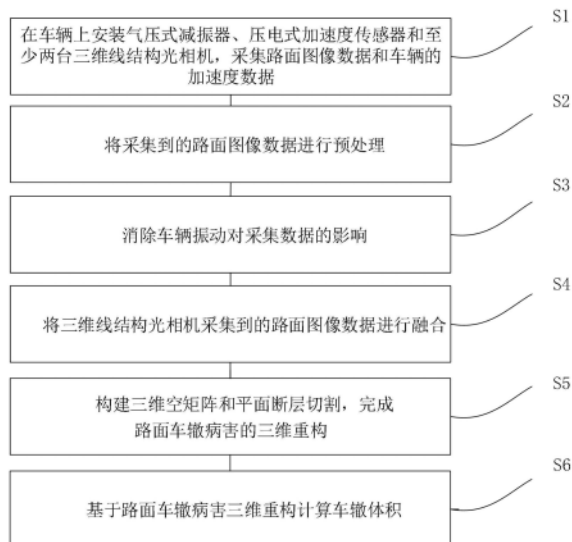 S1
在车辆上安装气压式减振器、压电式加速度传感器和至
少两台三维线结构光相机，采集路面图像数据和车辆的
加速度数据
S2
将采集到的路面图像数据进行预处理
S3
消除车辆振动对采集数据的影响
S4
将三维线结构光相机采集到的路面图像数据进行融合
S5
构建三维空矩阵和平面断层切割，完成
路面车辙病害的三维重构
S6
基于路面车辙病害三维重构计算车辙体积